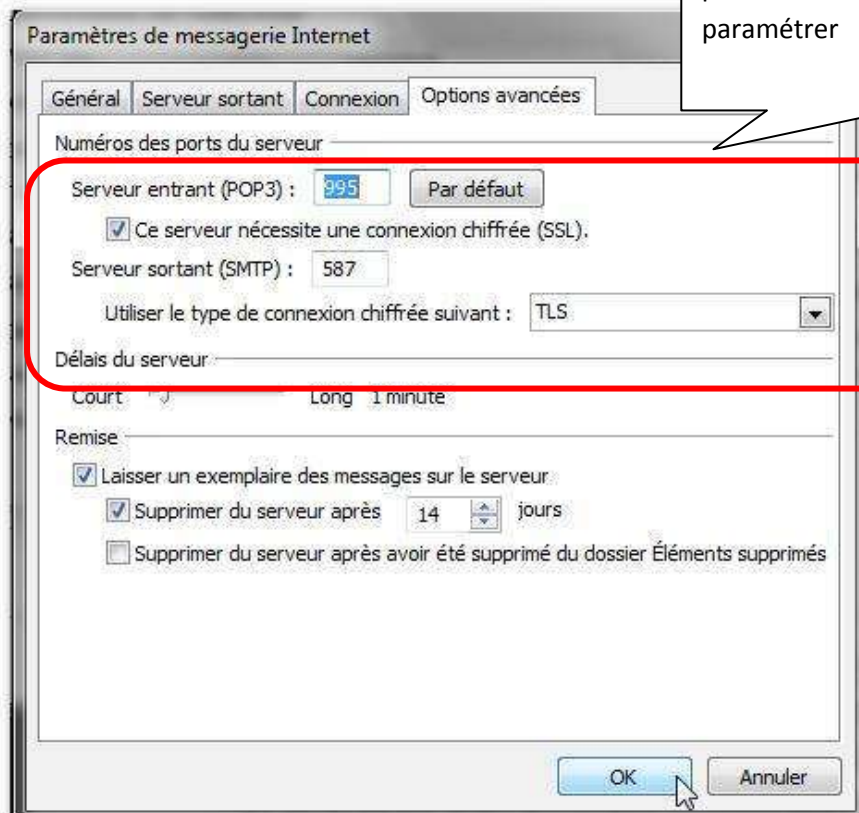 paramétrer
Paramètres de messagerie Internet
Général Serveur sortant Connexion Options avancées
Numéros des ports du serveur
Serveur entrant (POP3) : 995 Par défaut
Ce serveur nécessite une connexion chiffrée (SSL).
Serveur sortant (SMTP) : 587
Utiliser le type de connexion chiffrée suivant : TLS
Délais du serveur
Court Long 1 minute
Remise
Laisser un exemplaire des messages sur le serveur
Supprimer du serveur après 14 jours
Supprimer du serveur après avoir été supprimé du dossier Éléments supprimés
OK Annuler